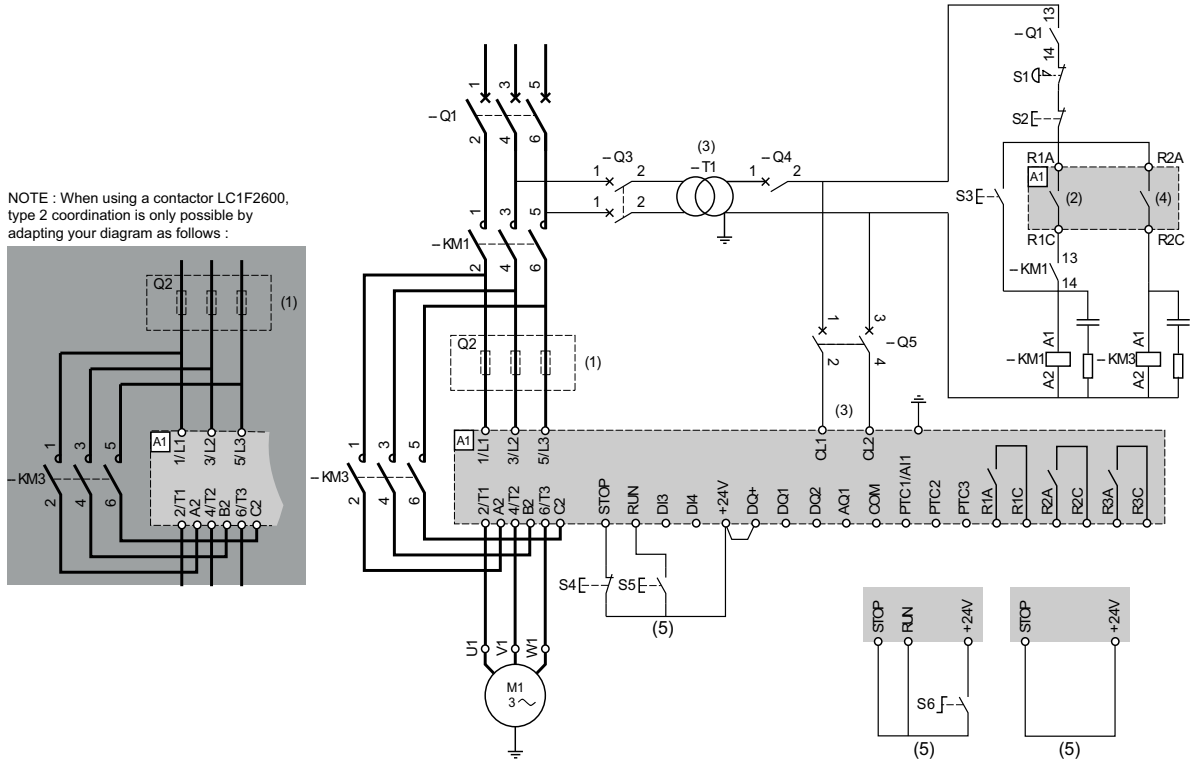 NOTE : When using a contactor LC1F2600,
type 2 coordination is only possible by
adapting your diagram as follows :
Q2
(1)
A1
1/L1 3/L2 5/L3
1 3 5
– KM3
2 4 6
2/T1 A2 4/T2 B2 6/T3 C2
1 3 5
– Q1
2 4 6
1 – Q3 2
1 2
(3)
– T1
– Q4
1 2
1 3 5
– KM1
2 4 6
Q2
(1)
1 3
– Q5
2 4
(3)
13
– Q1
14
S1
S2
S3
R1A R2A
A1
(2) (4)
R1C R2C
– KM1
13
14
A1 A1
– KM1 – KM3
A2 A2
1 3 5
– KM3
2 4 6
A1
1/L1 3/L2 5/L3 CL1 CL2
2/T1 A2 4/T2 B2 6/T3 C2 STOP RUN DI3 DI4 +24V DQ+ DQ1 DQ2 AQ1 COM PTC1/AI1 PTC2 PTC3 R1A R1C R2A R2C R3A R3C
S4 S5
(5)
U1 V1 W1
M1
3
STOP RUN +24V
S6
(5)
STOP +24V
(5)